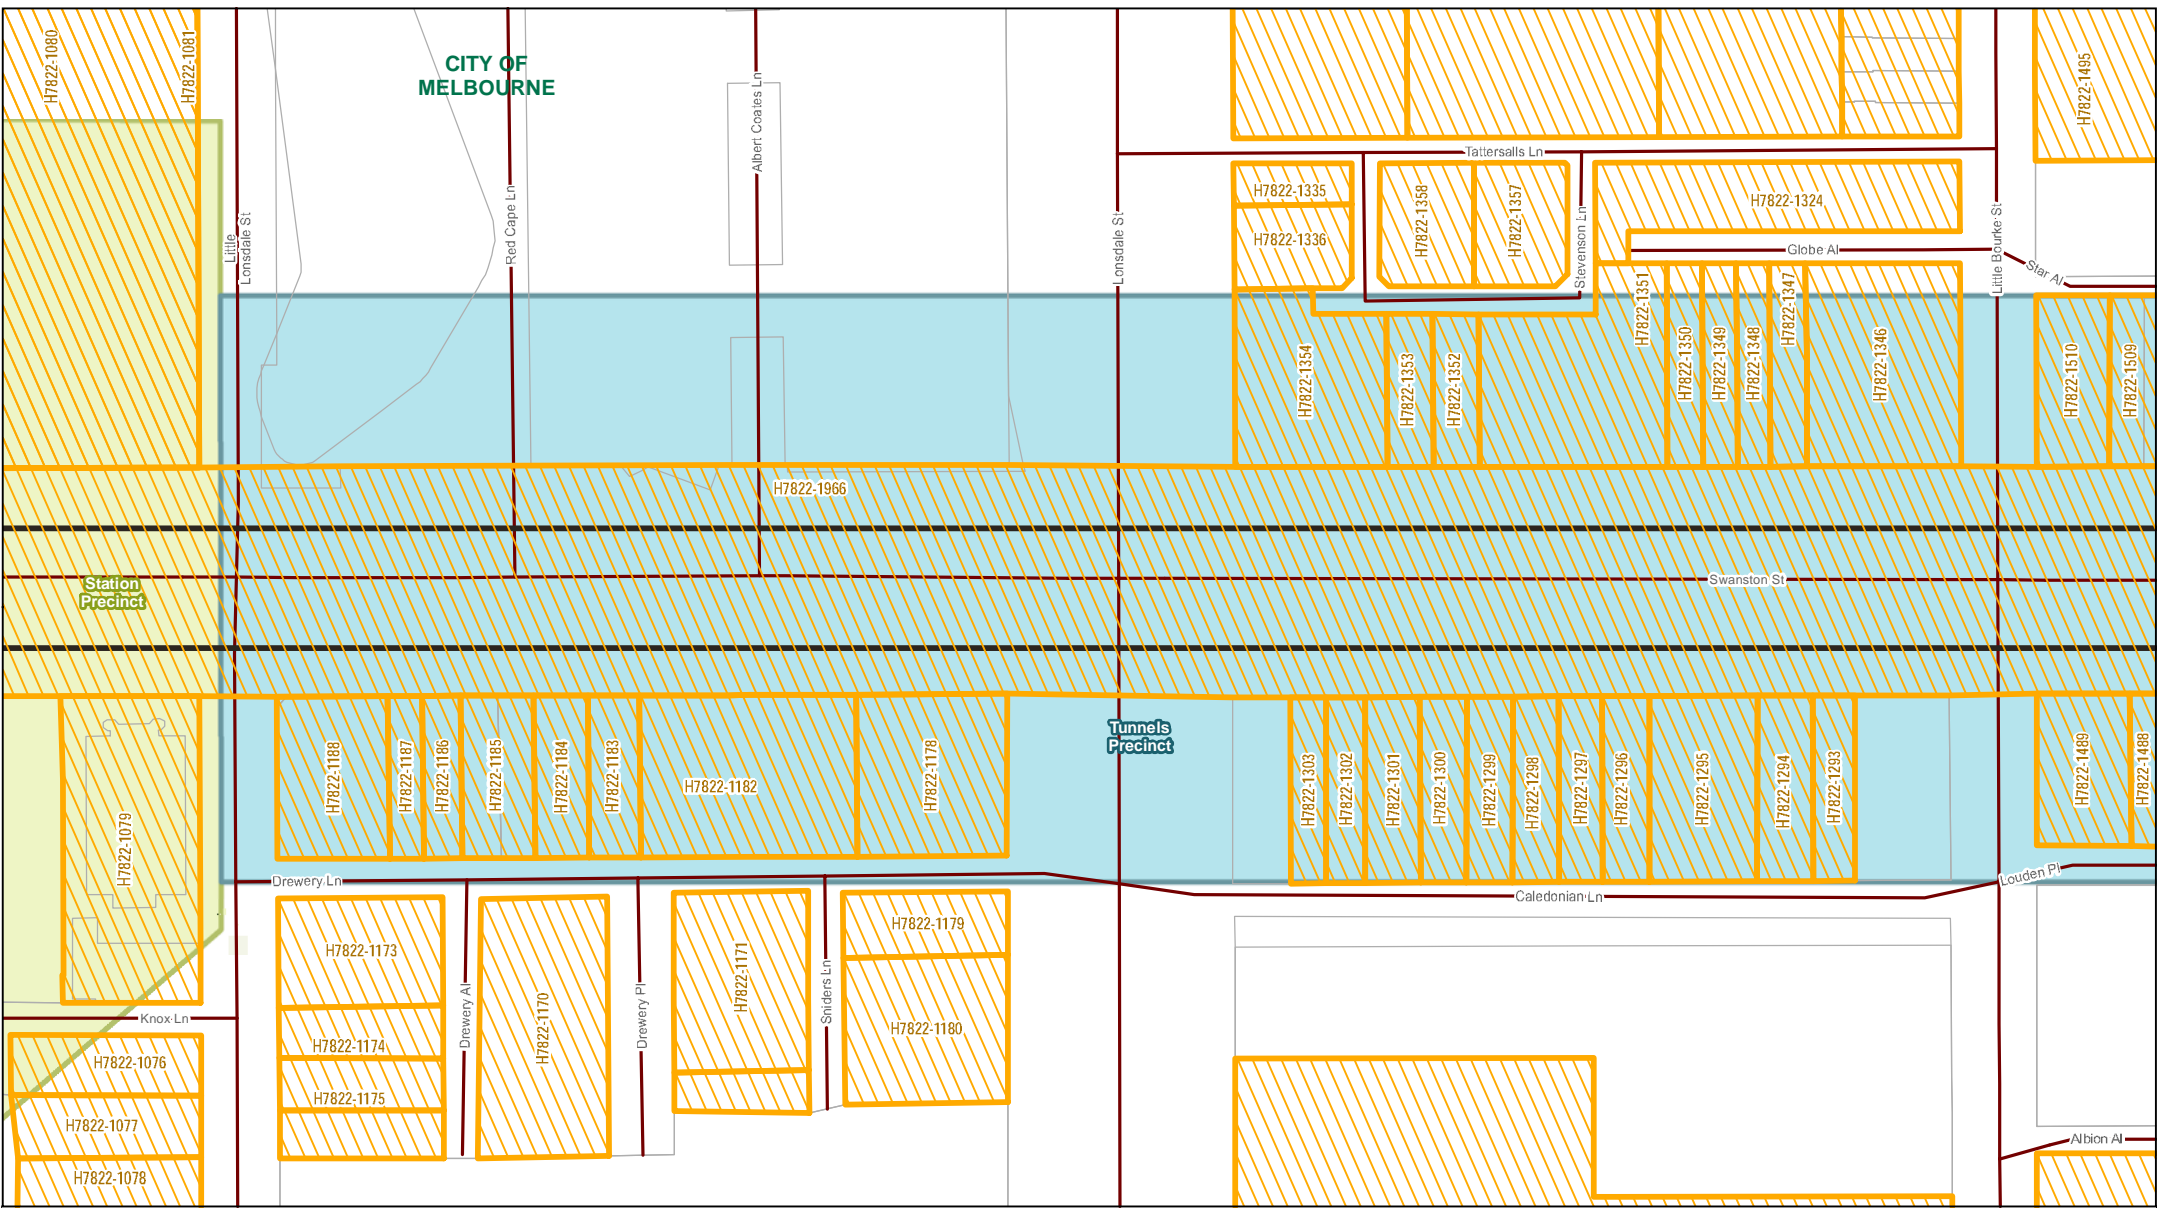 H7822-1080
H7822-1081
CITY OF
MELBOURNE
Albert Coates Ln
H7822-1495
Tattersalls Ln
Little
Lonsdale St
Red Cape Ln
Lonsdale St
H7822-1335
H7822-1336
H7822-1358
H7822-1357
Stevenson Ln
H7822-1324
Globe Al
Little Bourke St
Star Al
H7822-1354
H7822-1353
H7822-1352
H7822-1351
H7822-1350
H7822-1349
H7822-1348
H7822-1347
H7822-1346
H7822-1510
H7822-1509
H7822-1966
Swanston St
Station
Precinct
Tunnels
Precinct
H7822-1079
H7822-1188
H7822-1187
H7822-1186
H7822-1185
H7822-1184
H7822-1183
H7822-1182
H7822-1178
H7822-1303
H7822-1302
H7822-1301
H7822-1300
H7822-1299
H7822-1298
H7822-1297
H7822-1296
H7822-1295
H7822-1294
H7822-1293
H7822-1489
H7822-1488
Drewery Ln
Caledonian Ln
Louden Pl
H7822-1173
H7822-1174
H7822-1175
Drewery Al
H7822-1170
Drewery Pl
H7822-1171
Sniders Ln
H7822-1179
H7822-1180
Knox Ln
H7822-1076
H7822-1077
H7822-1078
Albion Al